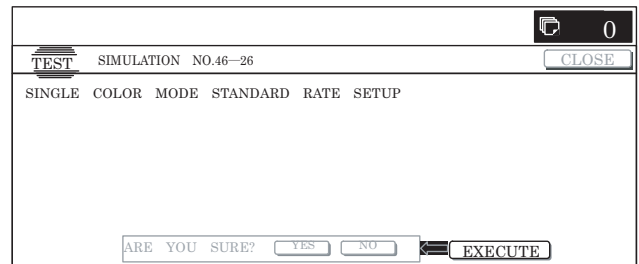 0
TEST SIMULATION NO.46—26 CLOSE
SINGLE COLOR MODE STANDARD RATE SETUP
ARE YOU SURE? YES NO EXECUTE